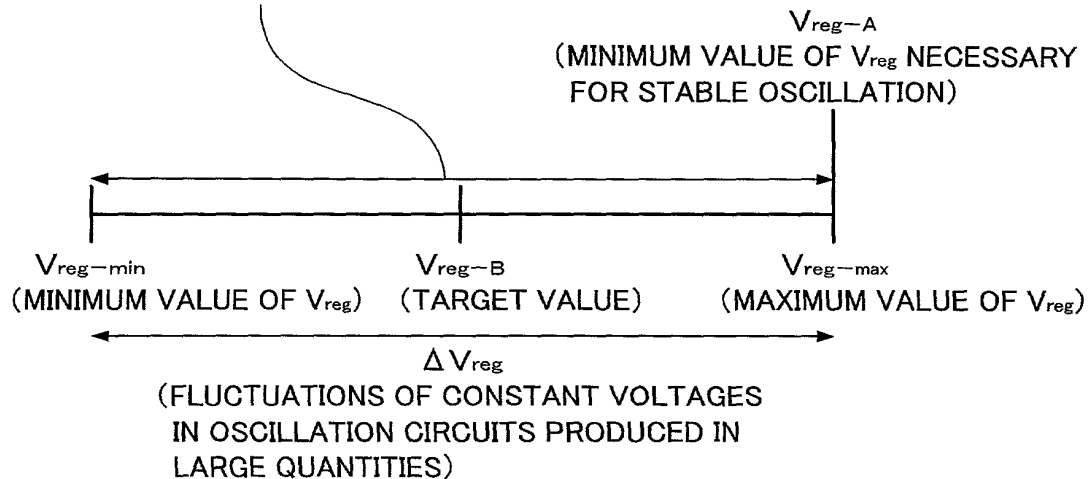 Vreg-A
(MINIMUM VALUE OF Vreg NECESSARY
FOR STABLE OSCILLATION)
Vreg-min
(MINIMUM VALUE OF Vreg)
Vreg-B
(TARGET VALUE)
Vreg-max
(MAXIMUM VALUE OF Vreg)
ΔVreg
(FLUCTUATIONS OF CONSTANT VOLTAGES
IN OSCILLATION CIRCUITS PRODUCED IN
LARGE QUANTITIES)